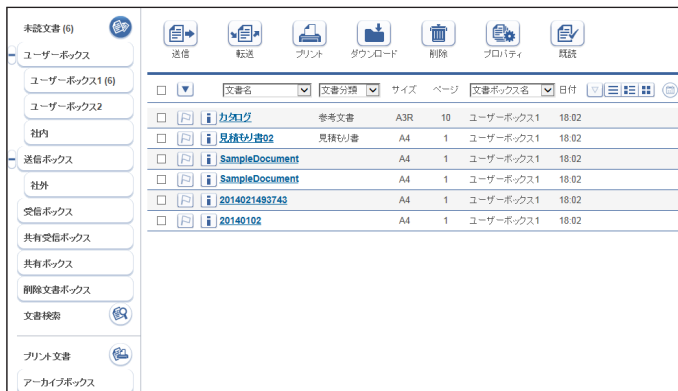 未読文書 (6)
ユーザーボックス
ユーザーボックス1 (6)
ユーザーボックス2
社内
送信ボックス
社外
受信ボックス
共有受信ボックス
共有ボックス
削除文書ボックス
文書検索
プリント文書
アーカイブボックス
送信 転送 プリント ダウンロード 削除 プロパティ 既読
文書名 文書分類 サイズ ページ 文書ボックス名 日付
カタログ 参考文書 A3R 10 ユーザーボックス1 18:02
見積もり書02 見積もり書 A4 1 ユーザーボックス1 18:02
SampleDocument A4 1 ユーザーボックス1 18:02
SampleDocument A4 1 ユーザーボックス1 18:02
2014021493743 A4 1 ユーザーボックス1 18:02
20140102 A4 1 ユーザーボックス1 18:02